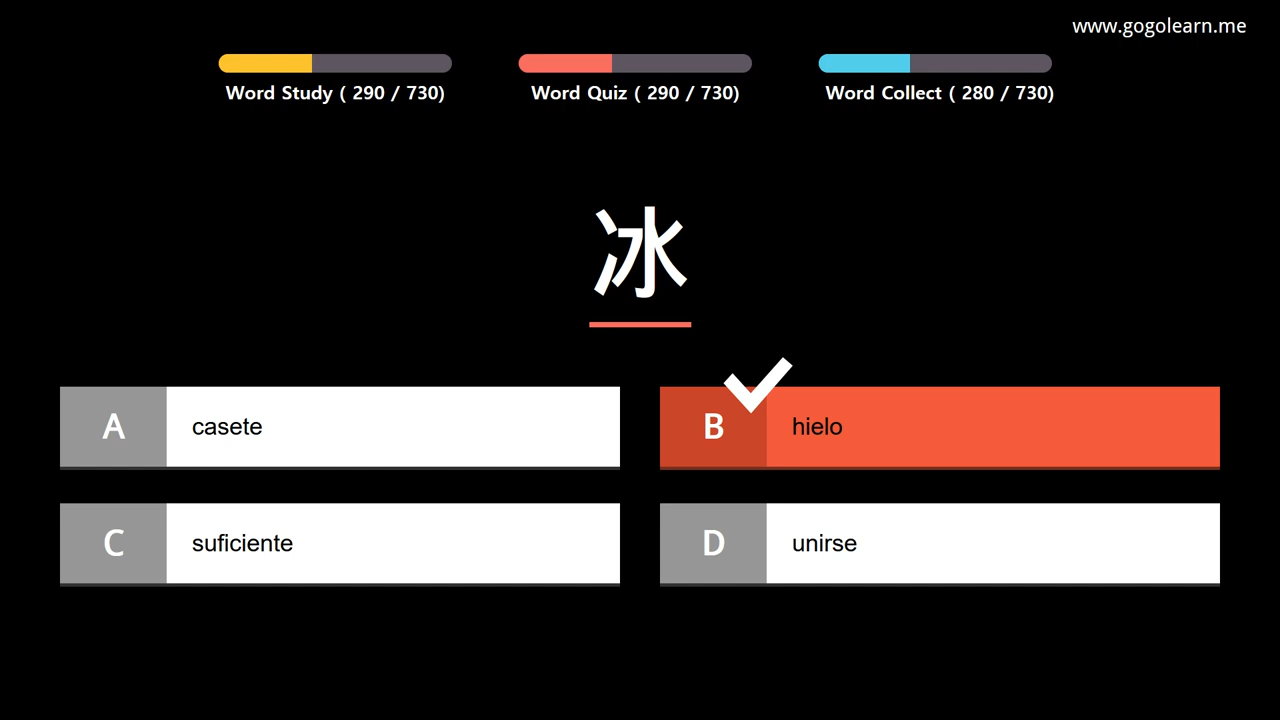 www.gogolearn.me
Word Study ( 290 / 730)
Word Quiz ( 290 / 730)
Word Collect ( 280 / 730)
冰
A casete
B hielo
C suficiente
D unirse